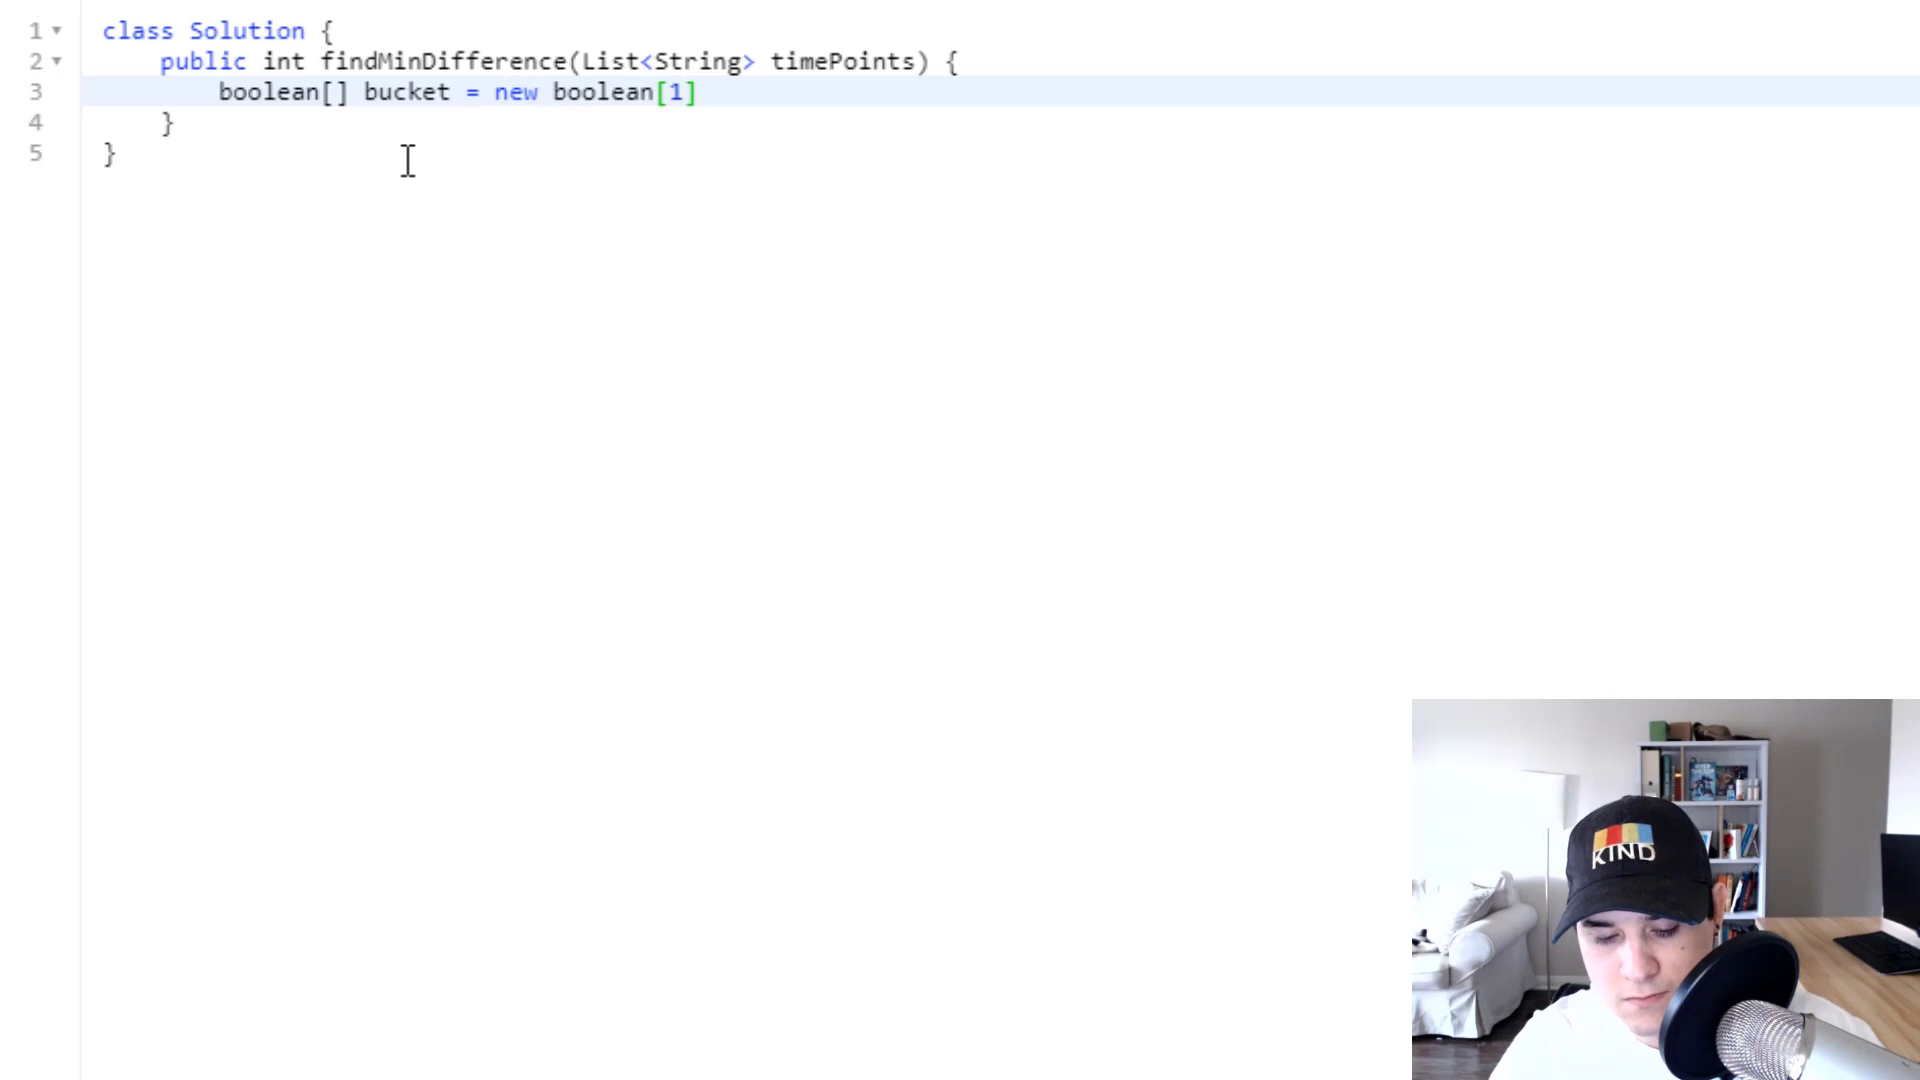 1 class Solution {
2 public int findMinDifference(List<String> timePoints) {
3 boolean[] bucket = new boolean[1]
4 }
5 }
KIND